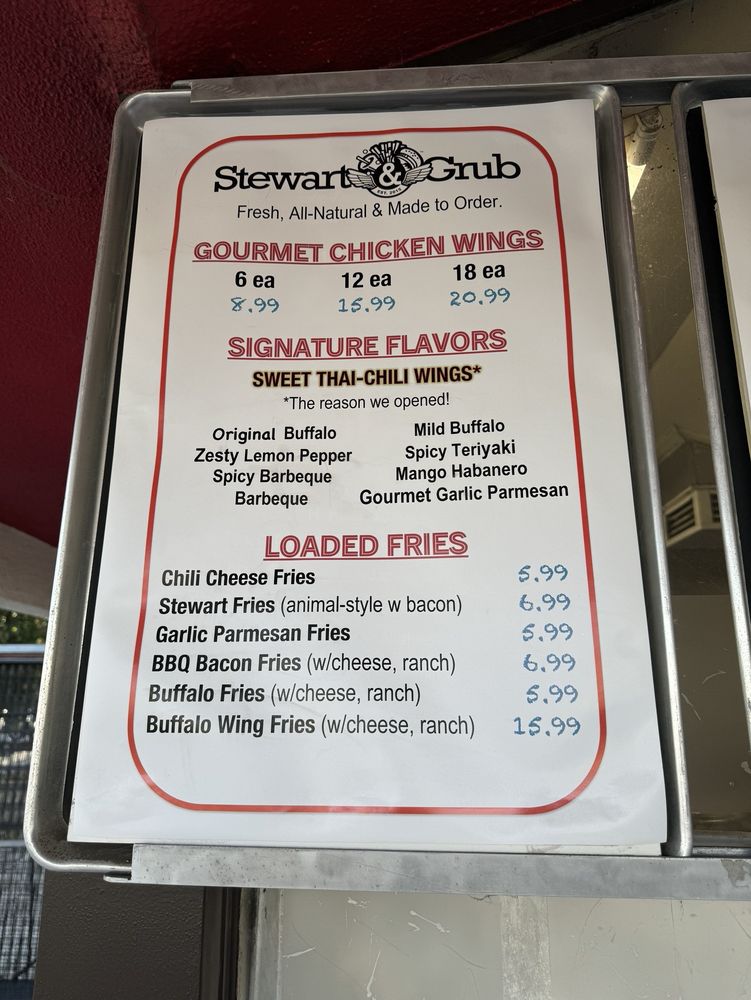 Stewart & Grub
EST. 2015
Fresh, All-Natural & Made to Order.
GOURMET CHICKEN WINGS
6 ea 12 ea 18 ea
8.99 15.99 20.99
SIGNATURE FLAVORS
SWEET THAI-CHILI WINGS*
*The reason we opened!
Original Buffalo Mild Buffalo
Zesty Lemon Pepper Spicy Teriyaki
Spicy Barbeque Mango Habanero
Barbeque Gourmet Garlic Parmesan
LOADED FRIES
Chili Cheese Fries 5.99
Stewart Fries (animal-style w bacon) 6.99
Garlic Parmesan Fries 5.99
BBQ Bacon Fries (w/cheese, ranch) 6.99
Buffalo Fries (w/cheese, ranch) 5.99
Buffalo Wing Fries (w/cheese, ranch) 15.99